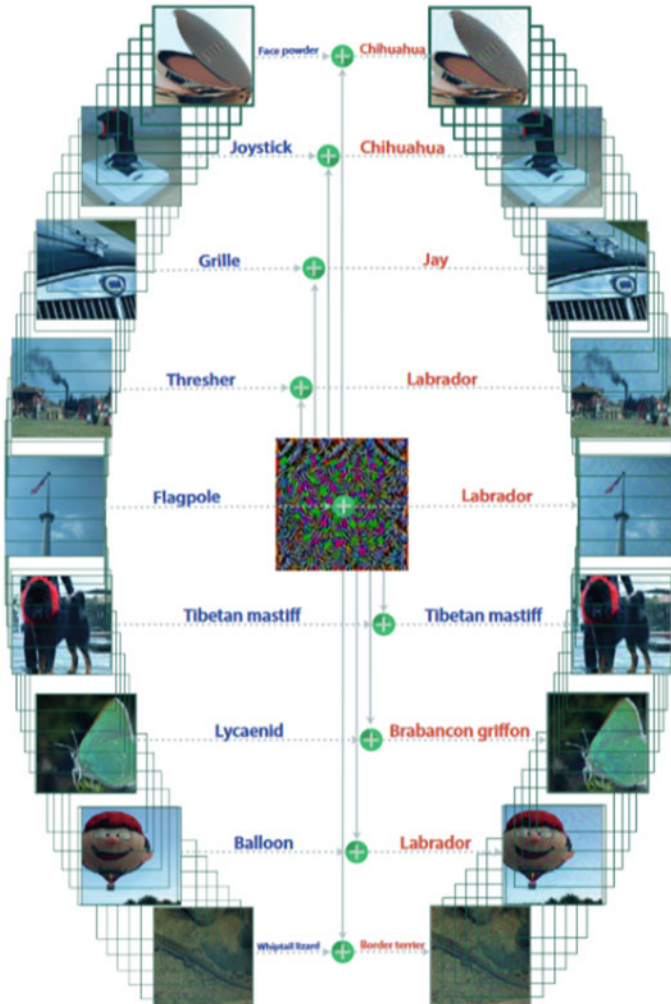 Face powder Chihuahua
Joystick Chihuahua
Grille Jay
Thresher Labrador
Flagpole Labrador
Tibetan mastiff Tibetan mastiff
Lycaenid Brabancon griffon
Balloon Labrador
Whiptail lizard Border terrier